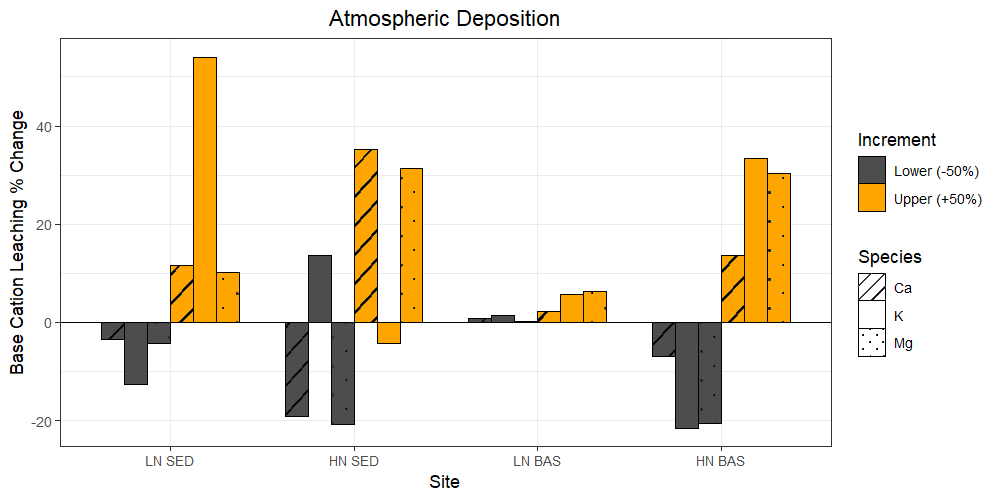 Atmospheric Deposition
Base Cation Leaching % Change
40
20
0
-20
LN SED
HN SED
LN BAS
HN BAS
Site
Increment
Lower (-50%)
Upper (+50%)
Species
Ca
K
Mg